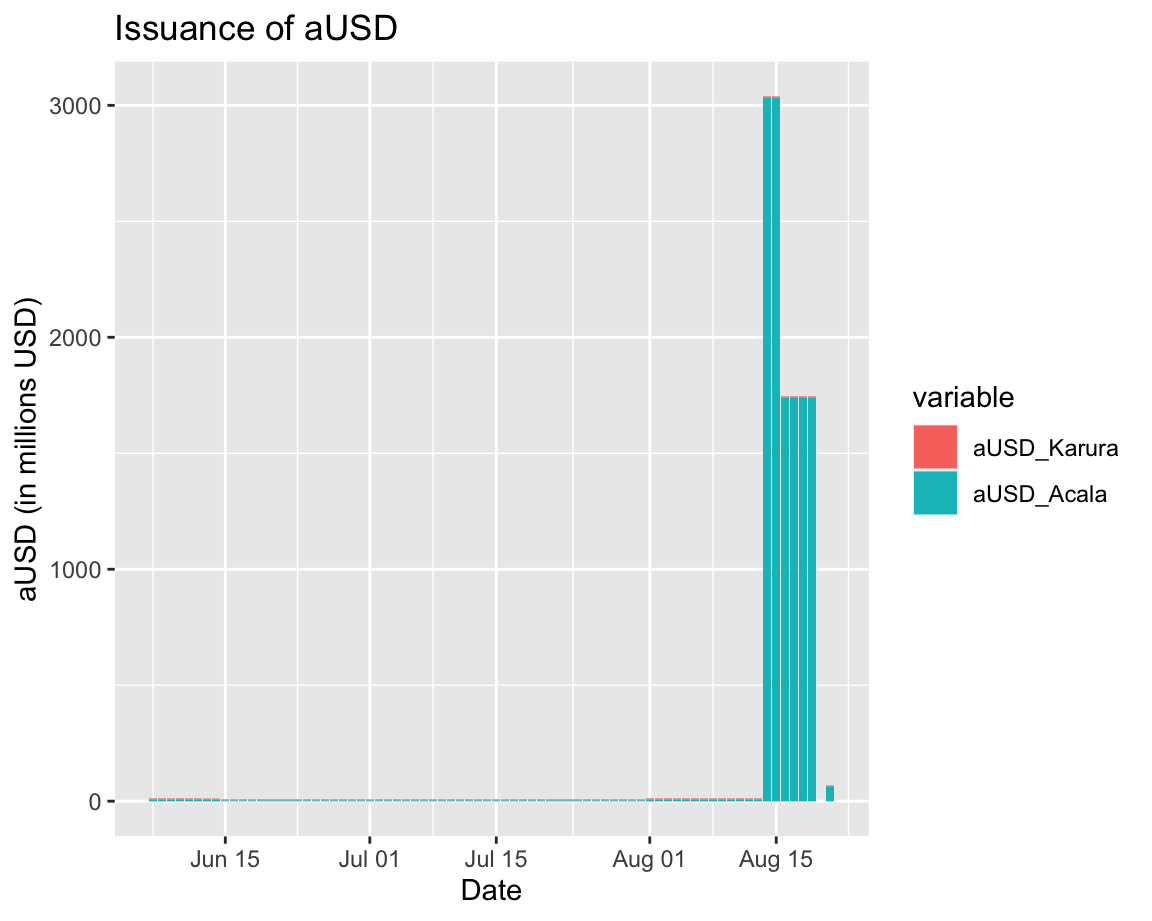 Issuance of aUSD
aUSD (in millions USD)
3000
2000
1000
0
Jun 15 Jul 01 Jul 15 Aug 01 Aug 15
Date
variable
aUSD_Karura
aUSD_Acala